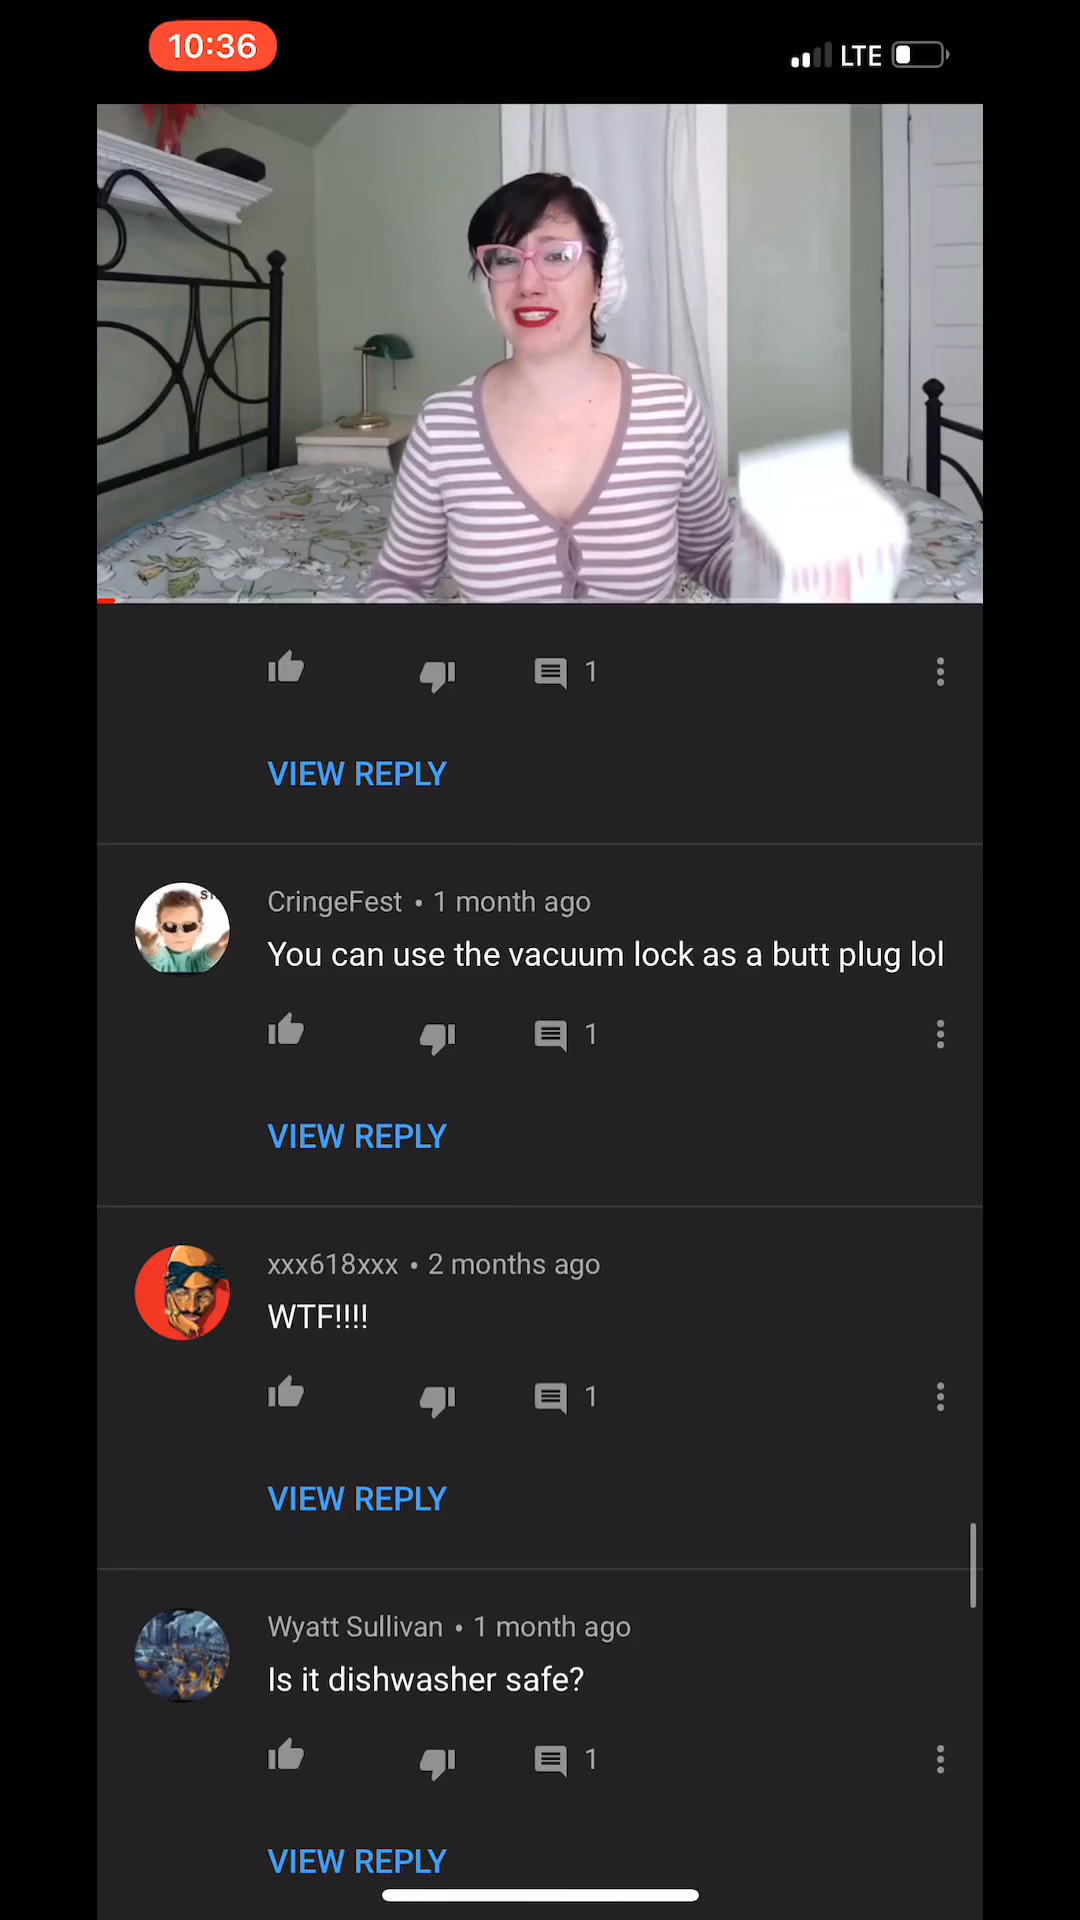 10:36
LTE
1
VIEW REPLY
CringeFest • 1 month ago
You can use the vacuum lock as a butt plug lol
1
VIEW REPLY
xxx618xxx • 2 months ago
WTF!!!!
1
VIEW REPLY
Wyatt Sullivan • 1 month ago
Is it dishwasher safe?
1
VIEW REPLY